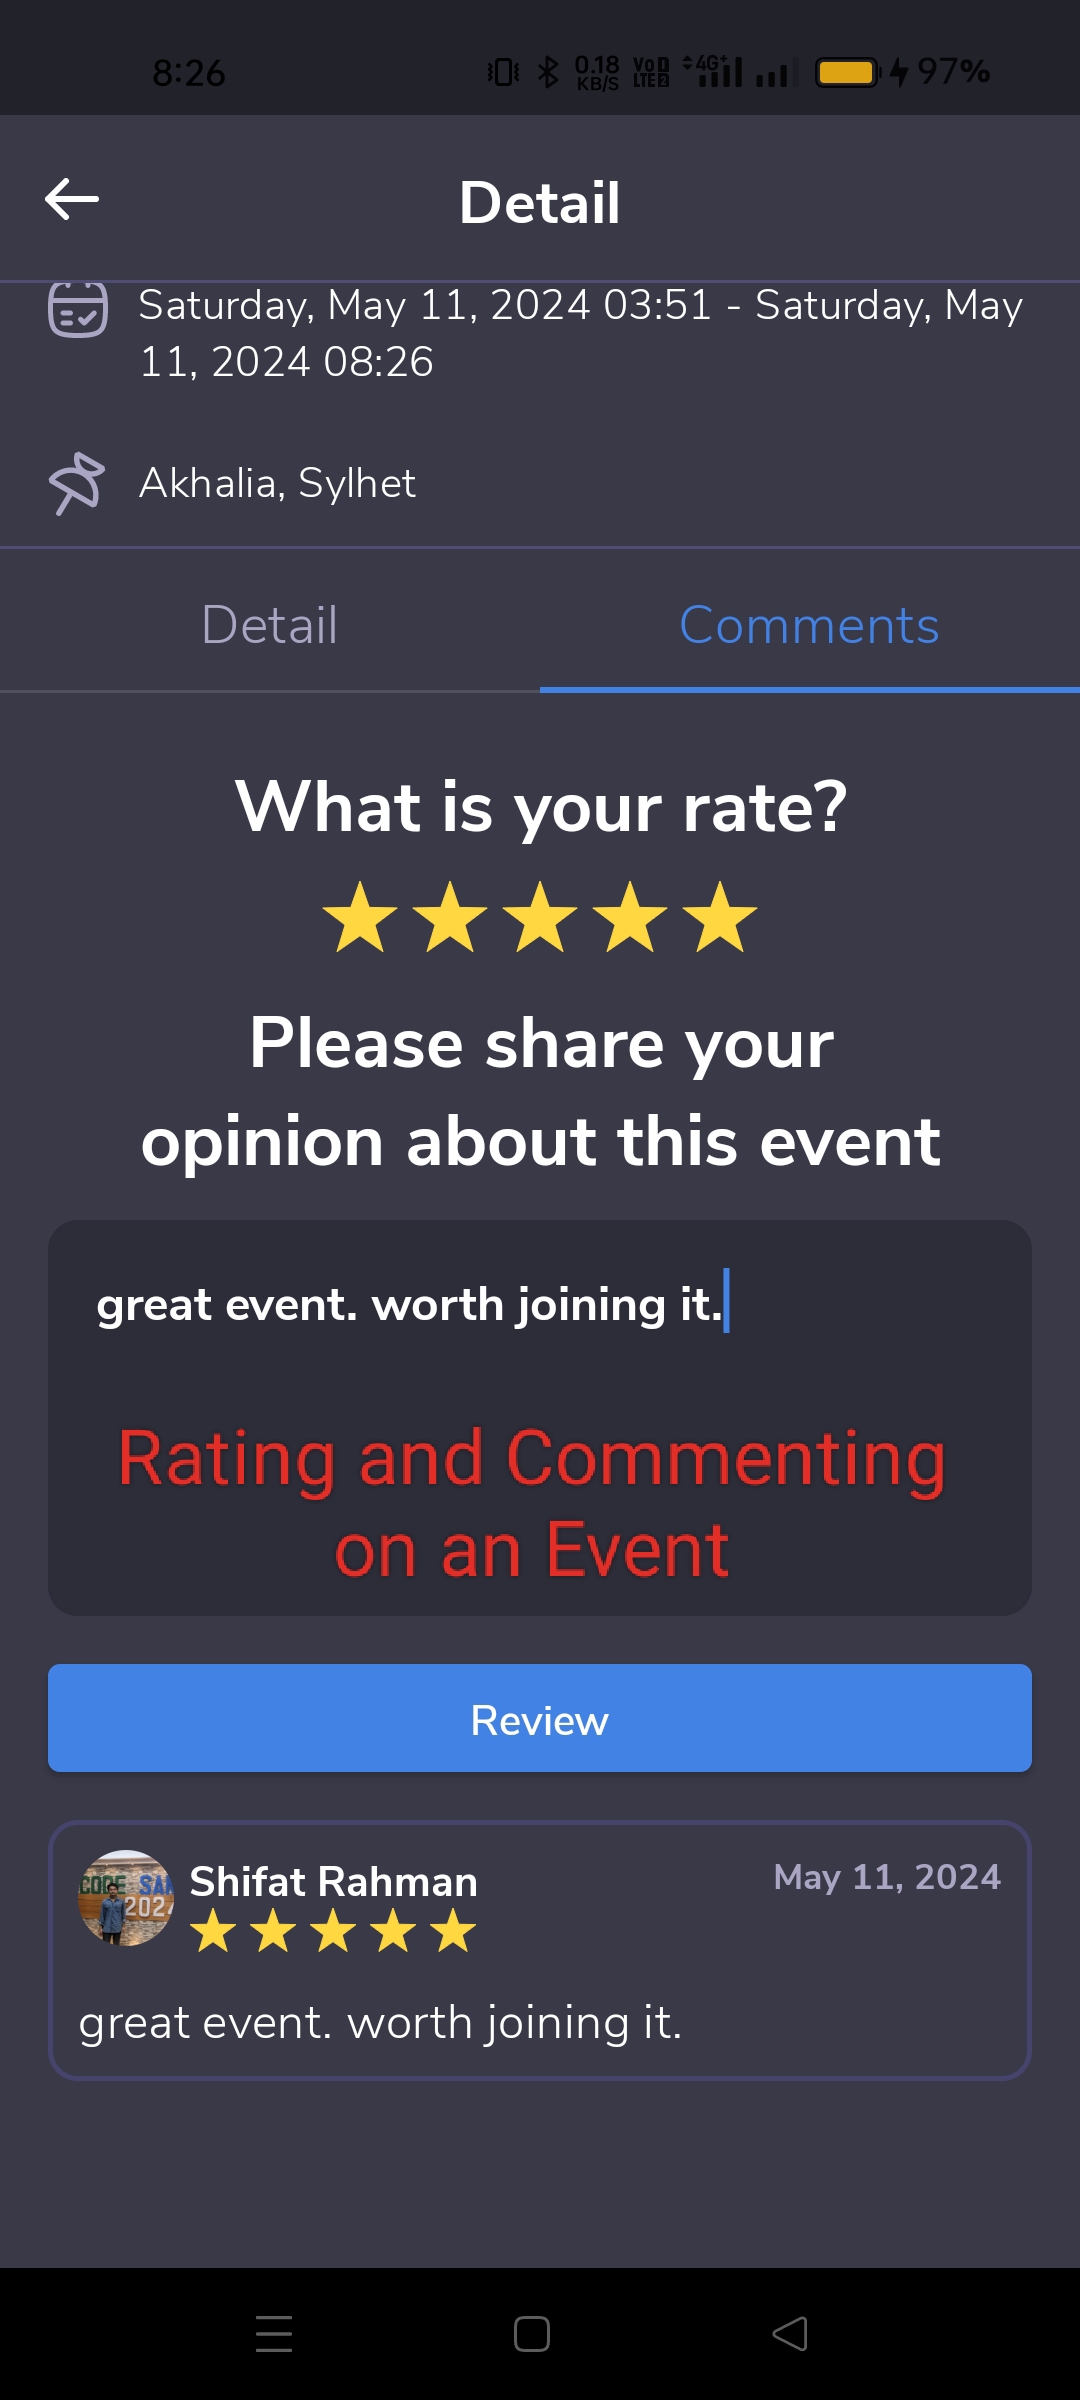 8:26
0.18
KB/S
Vo
LTE 2
4G+
97%
Detail
Saturday, May 11, 2024 03:51 - Saturday, May
11, 2024 08:26
Akhalia, Sylhet
Detail
Comments
What is your rate?
Please share your
opinion about this event
great event. worth joining it.
Rating and Commenting
on an Event
Review
Shifat Rahman
May 11, 2024
great event. worth joining it.